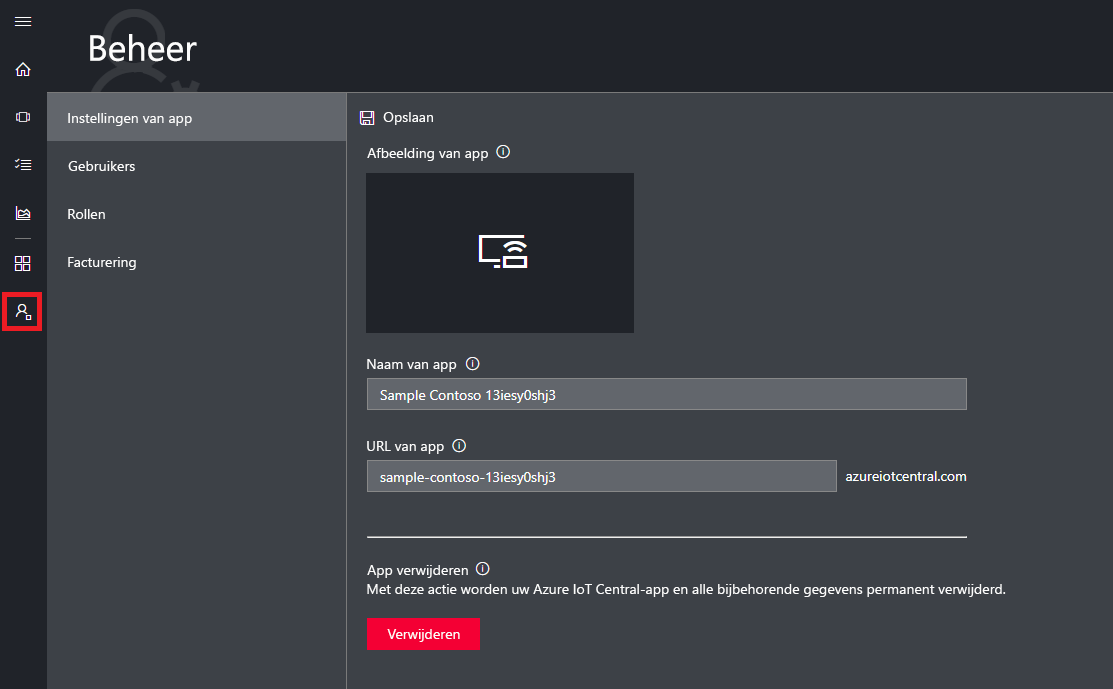 Beheer
Instellingen van app
Gebruikers
Rollen
Facturering
Opslaan
Afbeelding van app
Naam van app
Sample Contoso 13iesy0shj3
URL van app
sample-contoso-13iesy0shj3 azureiotcentral.com
App verwijderen
Met deze actie worden uw Azure IoT Central-app en alle bijbehorende gegevens permanent verwijderd.
Verwijderen